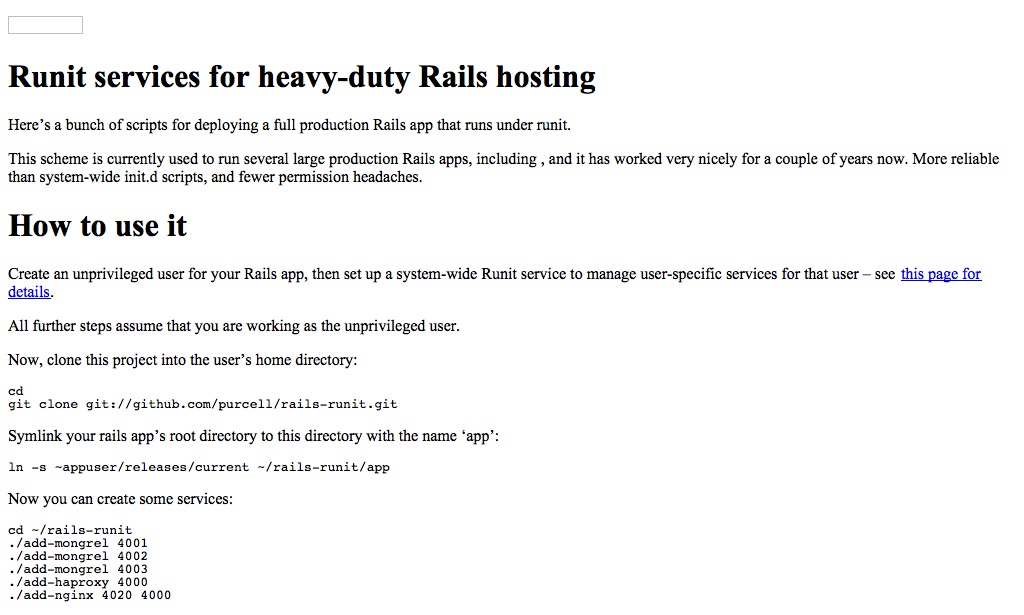 Runit services for heavy-duty Rails hosting
Here’s a bunch of scripts for deploying a full production Rails app that runs under runit.
This scheme is currently used to run several large production Rails apps, including , and it has worked very nicely for a couple of years now. More reliable
than system-wide init.d scripts, and fewer permission headaches.
How to use it
Create an unprivileged user for your Rails app, then set up a system-wide Runit service to manage user-specific services for that user – see this page for
details.
All further steps assume that you are working as the unprivileged user.
Now, clone this project into the user’s home directory:
cd
git clone git://github.com/purcell/rails-runit.git
Symlink your rails app’s root directory to this directory with the name ‘app’:
ln -s ~appuser/releases/current ~/rails-runit/app
Now you can create some services:
cd ~/rails-runit
./add-mongrel 4001
./add-mongrel 4002
./add-mongrel 4003
./add-haproxy 4000
./add-nginx 4020 4000